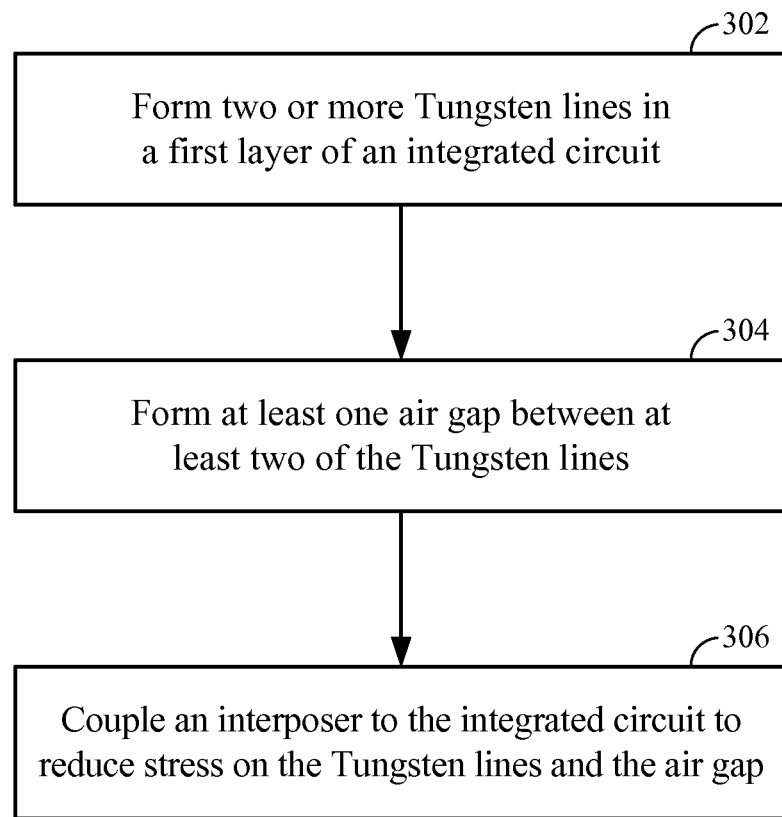 302
Form two or more Tungsten lines in
a first layer of an integrated circuit
304
Form at least one air gap between at
least two of the Tungsten lines
306
Couple an interposer to the integrated circuit to
reduce stress on the Tungsten lines and the air gap